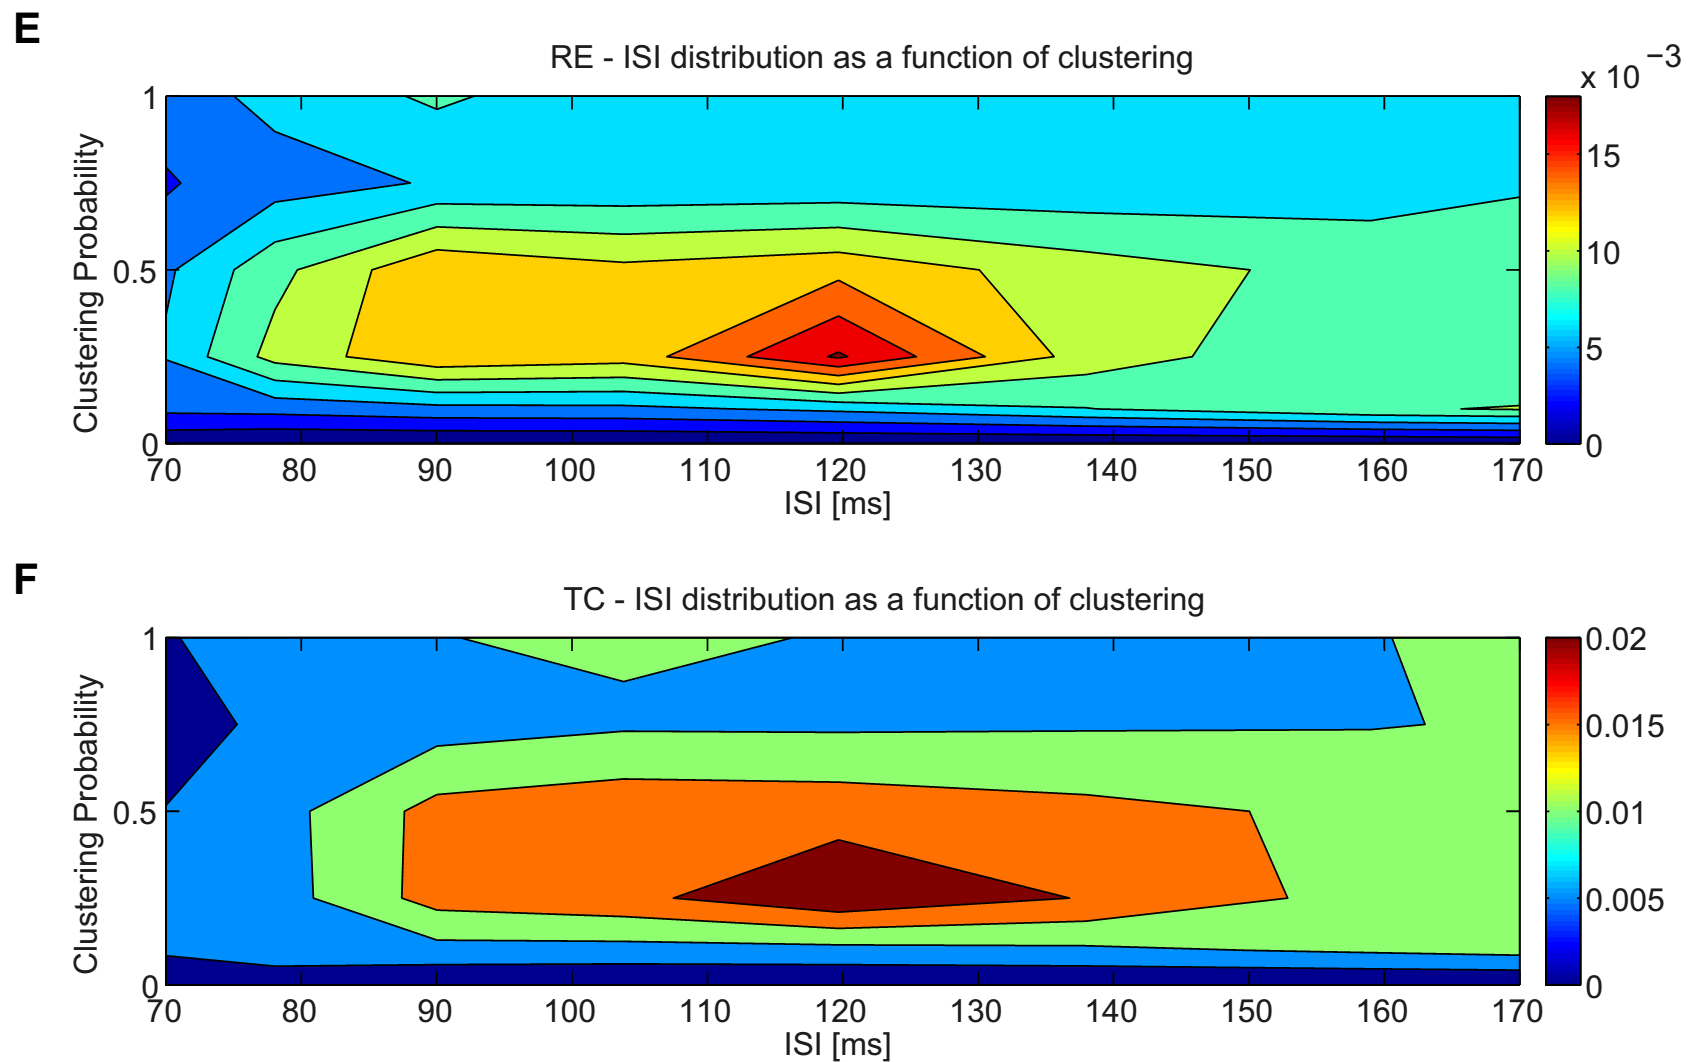 E
RE - ISI distribution as a function of clustering
x 10 −3
1
0.5
0
Clustering Probability
70 80 90 100 110 120 130 140 150 160 170
ISI [ms]
15
10
5
0
F
TC - ISI distribution as a function of clustering
1
0.5
0
Clustering Probability
70 80 90 100 110 120 130 140 150 160 170
ISI [ms]
0.02
0.015
0.01
0.005
0